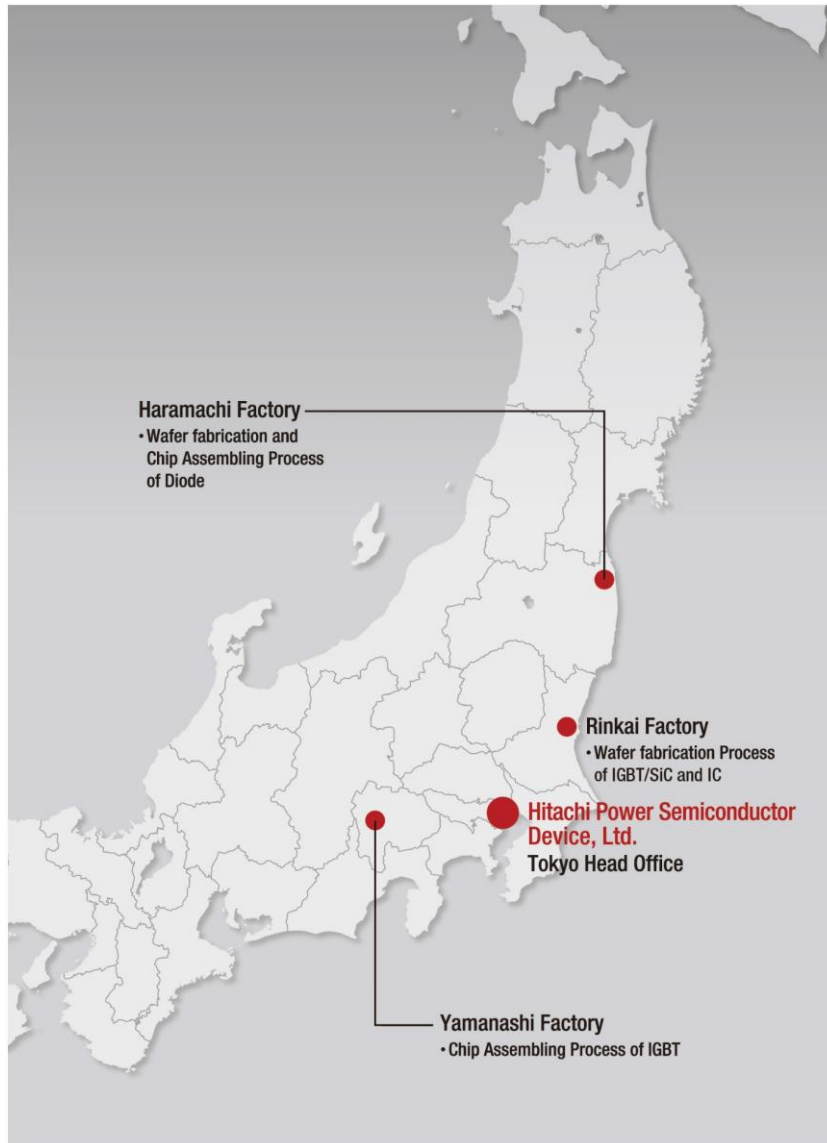 Haramachi Factory
• Wafer fabrication and
Chip Assembling Process
of Diode
Rinkai Factory
• Wafer fabrication Process
of IGBT/SiC and IC
Hitachi Power Semiconductor
Device, Ltd.
Tokyo Head Office
Yamanashi Factory
• Chip Assembling Process of IGBT